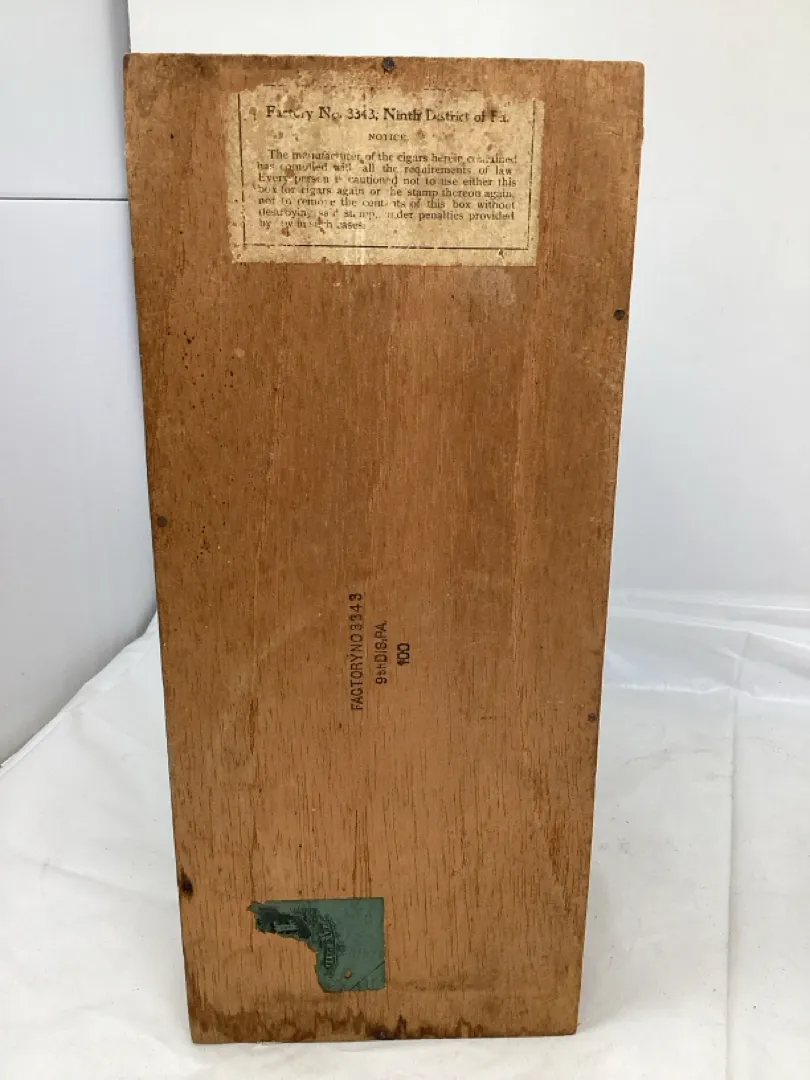 Factory No. 3343, Ninth District of Pa.
NOTICE
The manufacturer of the cigars herein contained
has complied with all the requirements of law
Every person is cautioned not to use either this
box for cigars again or the stamp thereon again,
nor to remove the contents of this box without
destroying said stamp, under penalties provided
by law in such cases.
FACTORY NO 3343
9th DIS, PA.
100